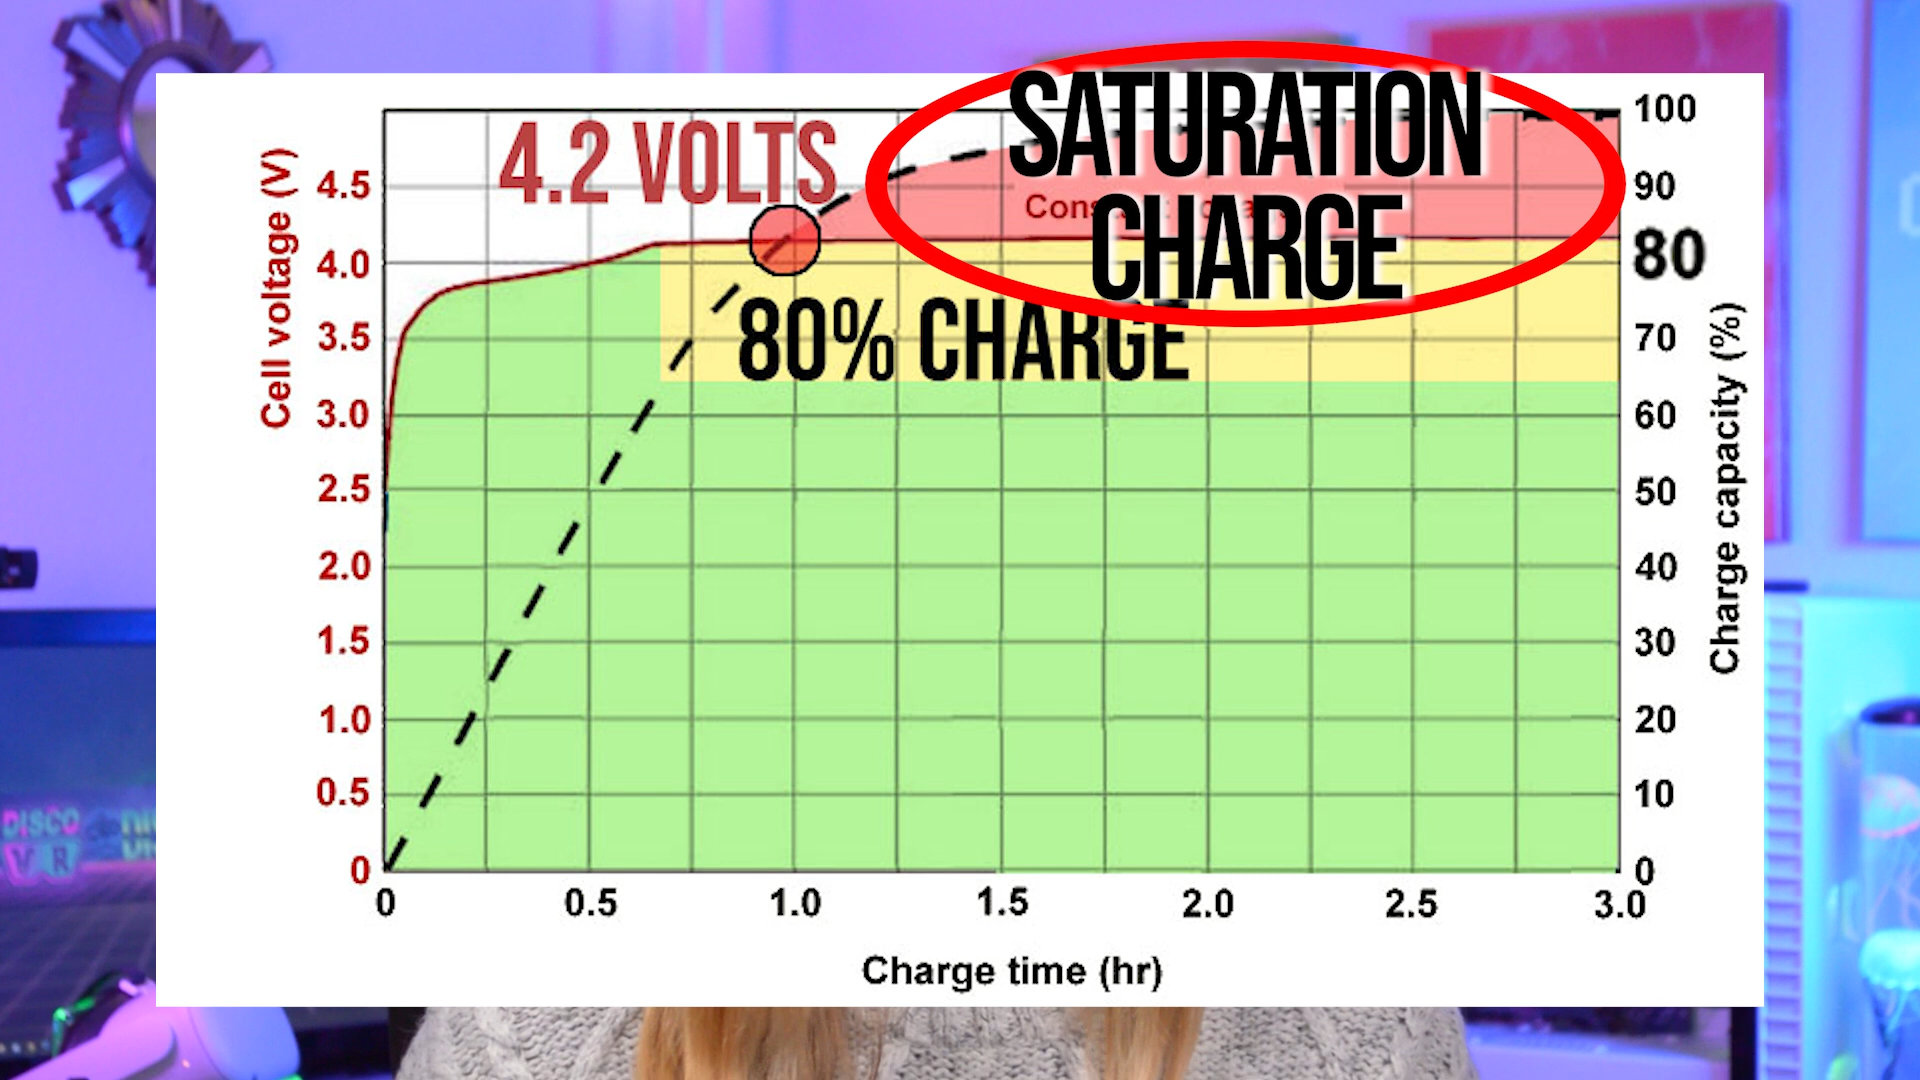 SATURATION
CHARGE
4.2 VOLTS
80% CHARGE
Cell voltage (V)
4.5
4.0
3.5
3.0
2.5
2.0
1.5
1.0
0.5
0
100
90
80
70
60
50
40
30
20
10
0
Charge capacity (%)
0 0.5 1.0 1.5 2.0 2.5 3.0
Charge time (hr)
DISCO
VR